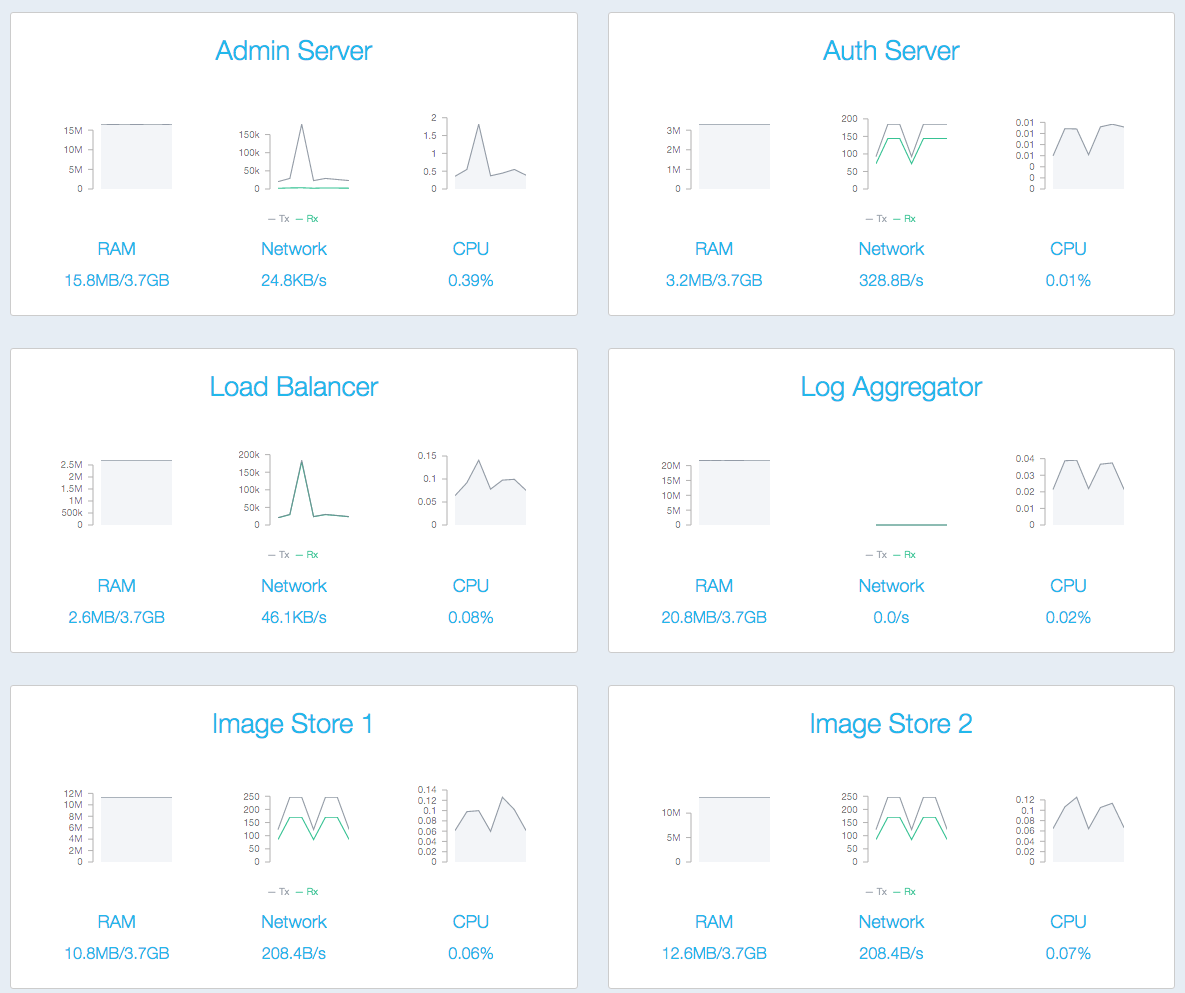 Admin Server
15M
10M
5M
0
150k
100k
50k
0
Tx Rx
2
1.5
1
0.5
0
RAM
Network
CPU
15.8MB/3.7GB
24.8KB/s
0.39%
Auth Server
3M
2M
1M
0
200
150
100
50
0
Tx Rx
0.01
0.01
0.01
0.01
0
0
0
RAM
Network
CPU
3.2MB/3.7GB
328.8B/s
0.01%
Load Balancer
2.5M
2M
1.5M
1M
500k
0
200k
150k
100k
50k
0
Tx Rx
0.15
0.1
0.05
0
RAM
Network
CPU
2.6MB/3.7GB
46.1KB/s
0.08%
Log Aggregator
20M
15M
10M
5M
0
Tx Rx
0.04
0.03
0.02
0.01
0
RAM
Network
CPU
20.8MB/3.7GB
0.0/s
0.02%
Image Store 1
12M
10M
8M
6M
4M
2M
0
250
200
150
100
50
0
Tx Rx
0.14
0.12
0.1
0.08
0.06
0.04
0.02
0
RAM
Network
CPU
10.8MB/3.7GB
208.4B/s
0.06%
Image Store 2
10M
5M
0
250
200
150
100
50
0
Tx Rx
0.12
0.1
0.08
0.06
0.04
0.02
0
RAM
Network
CPU
12.6MB/3.7GB
208.4B/s
0.07%